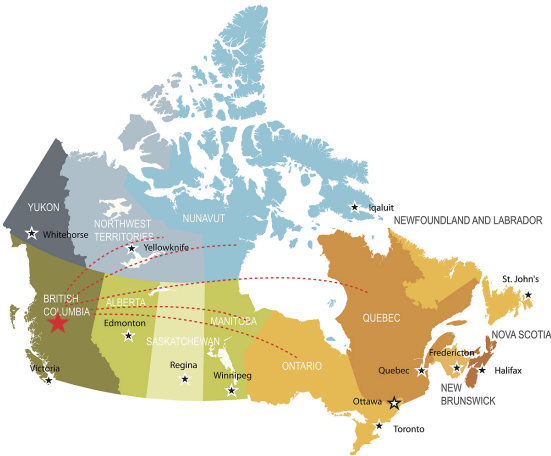 YUKON
Whitehorse
NORTHWEST
TERRITORIES
Yellowknife
NUNAVUT
Iqaluit
NEWFOUNDLAND AND LABRADOR
St. John's
BRITISH
COLUMBIA
ALBERTA
Edmonton
MANITOBA
SASKATCHEWAN
QUEBEC
NOVA SCOTIA
Victoria
Regina
Winnipeg
ONTARIO
Quebec
Fredericton
Halifax
NEW
BRUNSWICK
Ottawa
Toronto